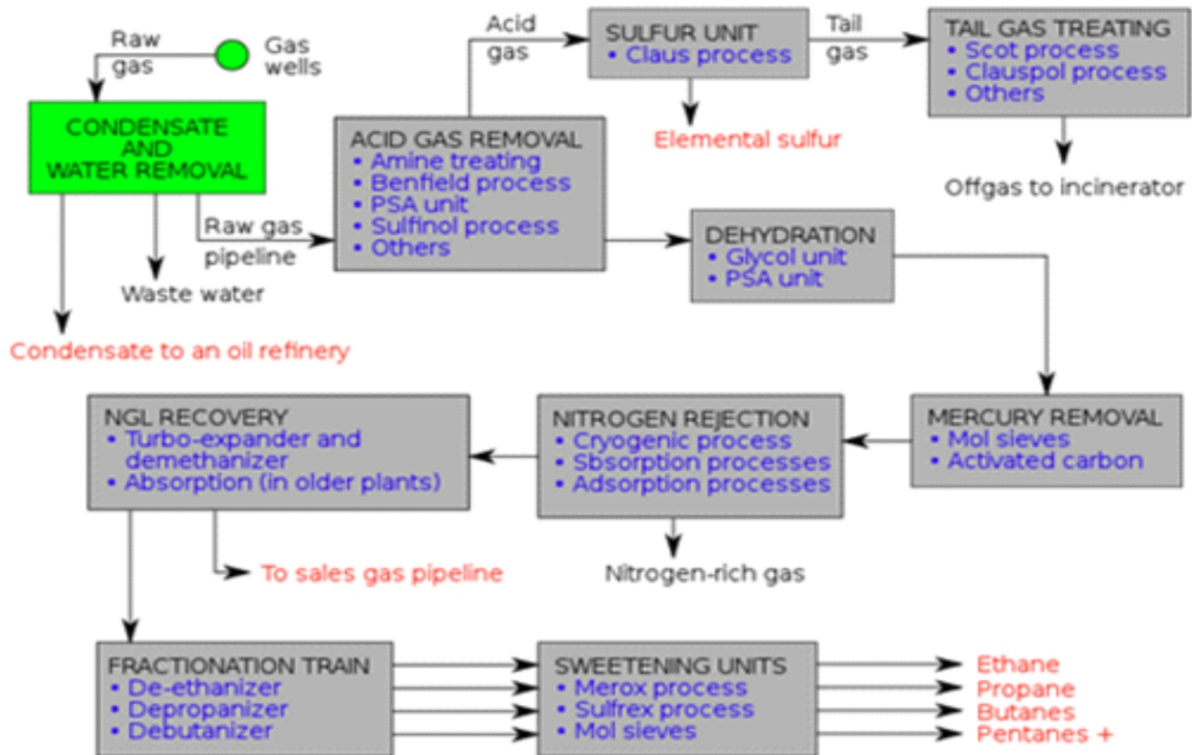 Raw
gas
Gas
wells
CONDENSATE
AND
WATER REMOVAL
Raw gas
pipeline
Waste water
Condensate to an oil refinery
ACID GAS REMOVAL
• Amine treating
• Benfield process
• PSA unit
• Sulfinol process
• Others
Acid
gas
SULFUR UNIT
• Claus process
Elemental sulfur
Tail
gas
TAIL GAS TREATING
• Scot process
• Clauspol process
• Others
Offgas to incinerator
DEHYDRATION
• Glycol unit
• PSA unit
MERCURY REMOVAL
• Mol sieves
• Activated carbon
NITROGEN REJECTION
• Cryogenic process
• Sbsorption processes
• Adsorption processes
Nitrogen-rich gas
NGL RECOVERY
• Turbo-expander and
demethanizer
• Absorption (in older plants)
To sales gas pipeline
FRACTIONATION TRAIN
• De-ethanizer
• Depropanizer
• Debutanizer
SWEETENING UNITS
• Merox process
• Sulfrex process
• Mol sieves
Ethane
Propane
Butanes
Pentanes +